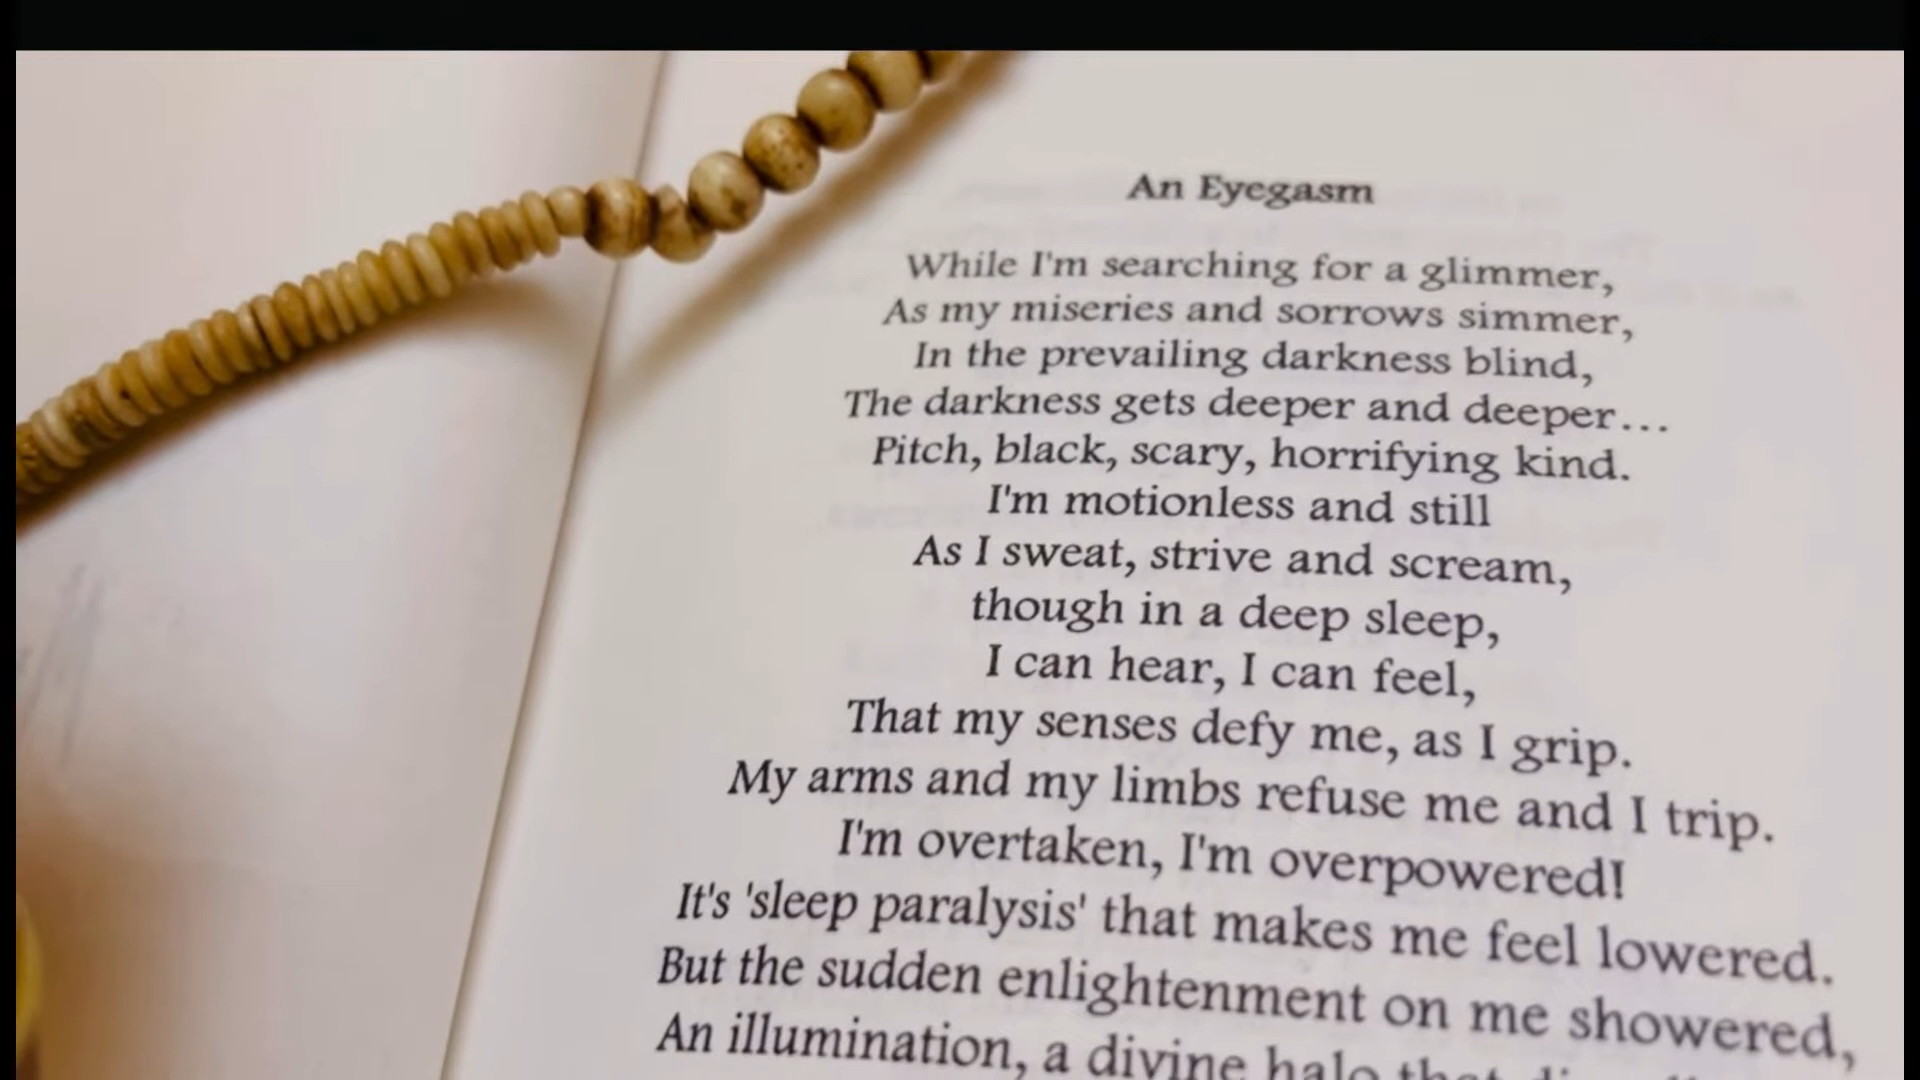 An Eyegasm
While I'm searching for a glimmer,
As my miseries and sorrows simmer,
In the prevailing darkness blind,
The darkness gets deeper and deeper...
Pitch, black, scary, horrifying kind.
I'm motionless and still
As I sweat, strive and scream,
though in a deep sleep,
I can hear, I can feel,
That my senses defy me, as I grip.
My arms and my limbs refuse me and I trip.
I'm overtaken, I'm overpowered!
It's 'sleep paralysis' that makes me feel lowered.
But the sudden enlightenment on me showered,
An illumination, a divine halo that